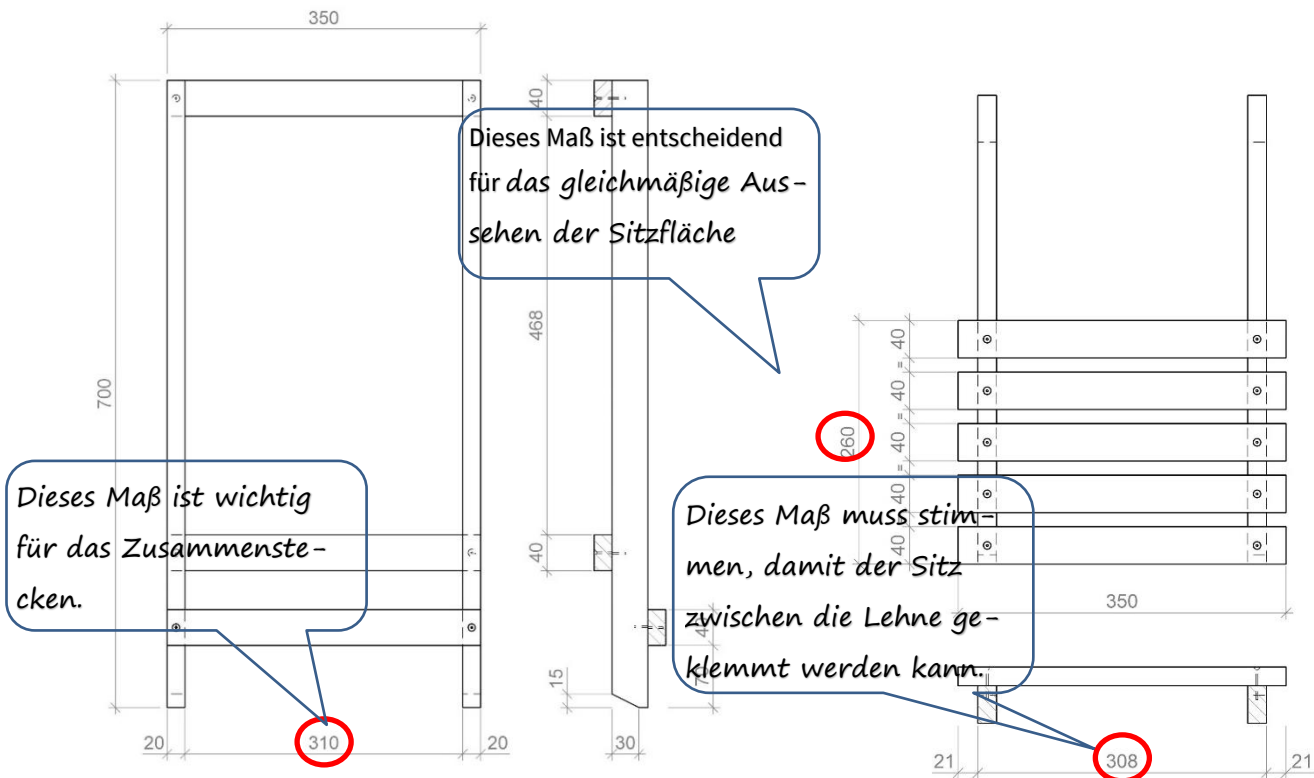 350
700
20
310
20
Dieses Maß ist wichtig
für das Zusammenste-
cken.
40
468
40
15
30
Dieses Maß ist entscheidend
für das gleichmäßige Aus-
sehen der Sitzfläche
260
40
=
40
=
40
=
40
40
350
Dieses Maß muss stim-
men, damit der Sitz
zwischen die Lehne ge-
klemmt werden kann.
21
308
21